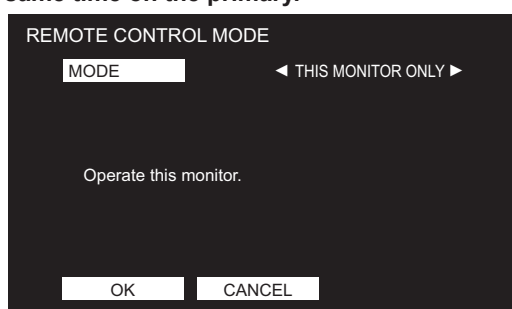 same time on the primary.
REMOTE CONTROL MODE
MODE ◄ THIS MONITOR ONLY ►
Operate this monitor.
OK CANCEL